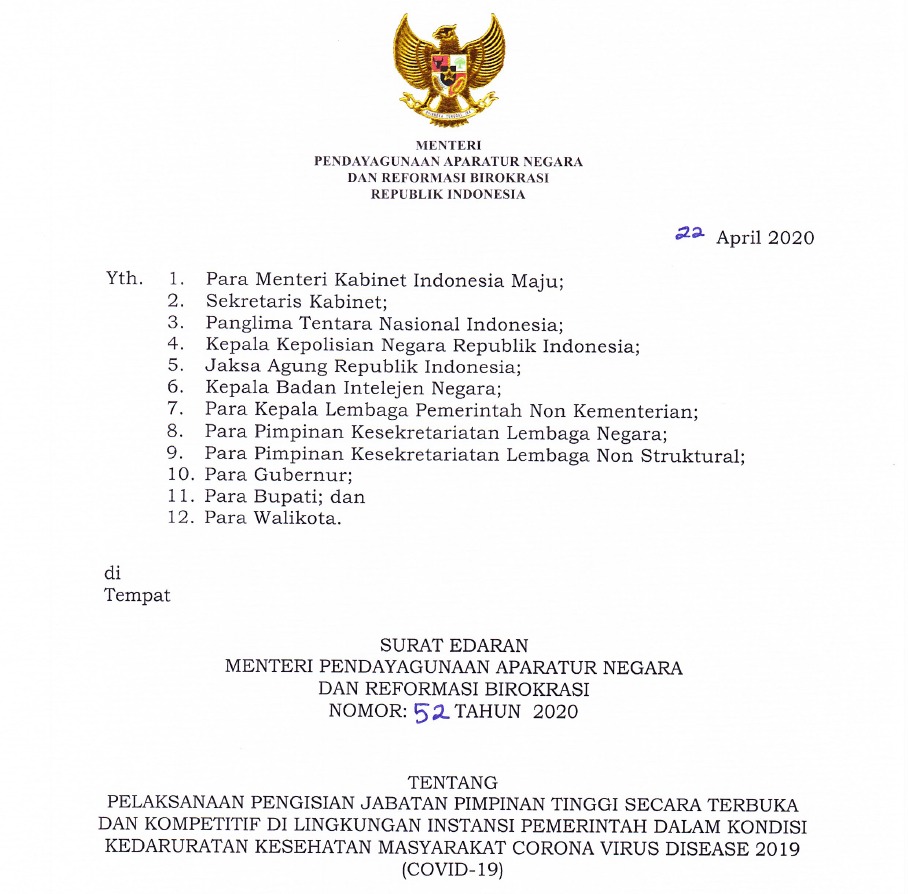 MENTERI
PENDAYAGUNAAN APARATUR NEGARA
DAN REFORMASI BIROKRASI
REPUBLIK INDONESIA
22 April 2020
Yth. 1. Para Menteri Kabinet Indonesia Maju;
2. Sekretaris Kabinet;
3. Panglima Tentara Nasional Indonesia;
4. Kepala Kepolisian Negara Republik Indonesia;
5. Jaksa Agung Republik Indonesia;
6. Kepala Badan Intelejen Negara;
7. Para Kepala Lembaga Pemerintah Non Kementerian;
8. Para Pimpinan Kesekretariatan Lembaga Negara;
9. Para Pimpinan Kesekretariatan Lembaga Non Struktural;
10. Para Gubernur;
11. Para Bupati; dan
12. Para Walikota.
di
Tempat
SURAT EDARAN
MENTERI PENDAYAGUNAAN APARATUR NEGARA
DAN REFORMASI BIROKRASI
NOMOR: 52 TAHUN 2020
TENTANG
PELAKSANAAN PENGISIAN JABATAN PIMPINAN TINGGI SECARA TERBUKA
DAN KOMPETITIF DI LINGKUNGAN INSTANSI PEMERINTAH DALAM KONDISI
KEDARURATAN KESEHATAN MASYARAKAT CORONA VIRUS DISEASE 2019
(COVID-19)